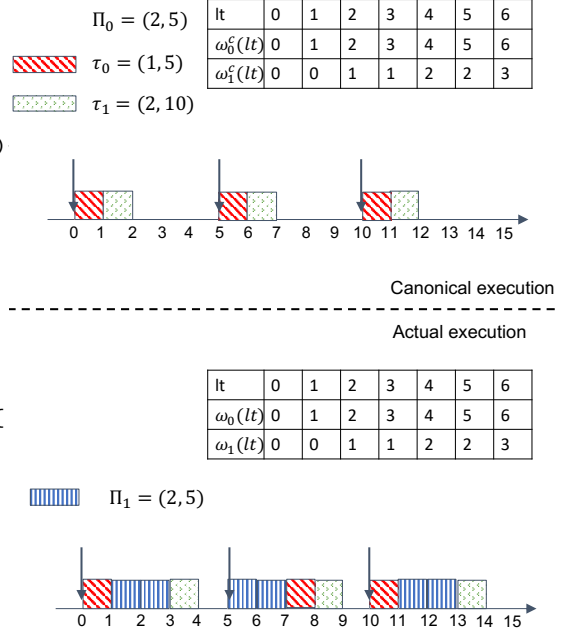 Π₀ = (2, 5)
τ₀ = (1, 5)
τ₁ = (2, 10)
lt 0 1 2 3 4 5 6
ω₀ᶜ(lt) 0 1 2 3 4 5 6
ω₁ᶜ(lt) 0 0 1 1 2 2 3
)
0 1 2 3 4 5 6 7 8 9 10 11 12 13 14 15
Canonical execution
Actual execution
lt 0 1 2 3 4 5 6
ω₀(lt) 0 1 2 3 4 5 6
ω₁(lt) 0 0 1 1 2 2 3
Π₁ = (2, 5)
0 1 2 3 4 5 6 7 8 9 10 11 12 13 14 15